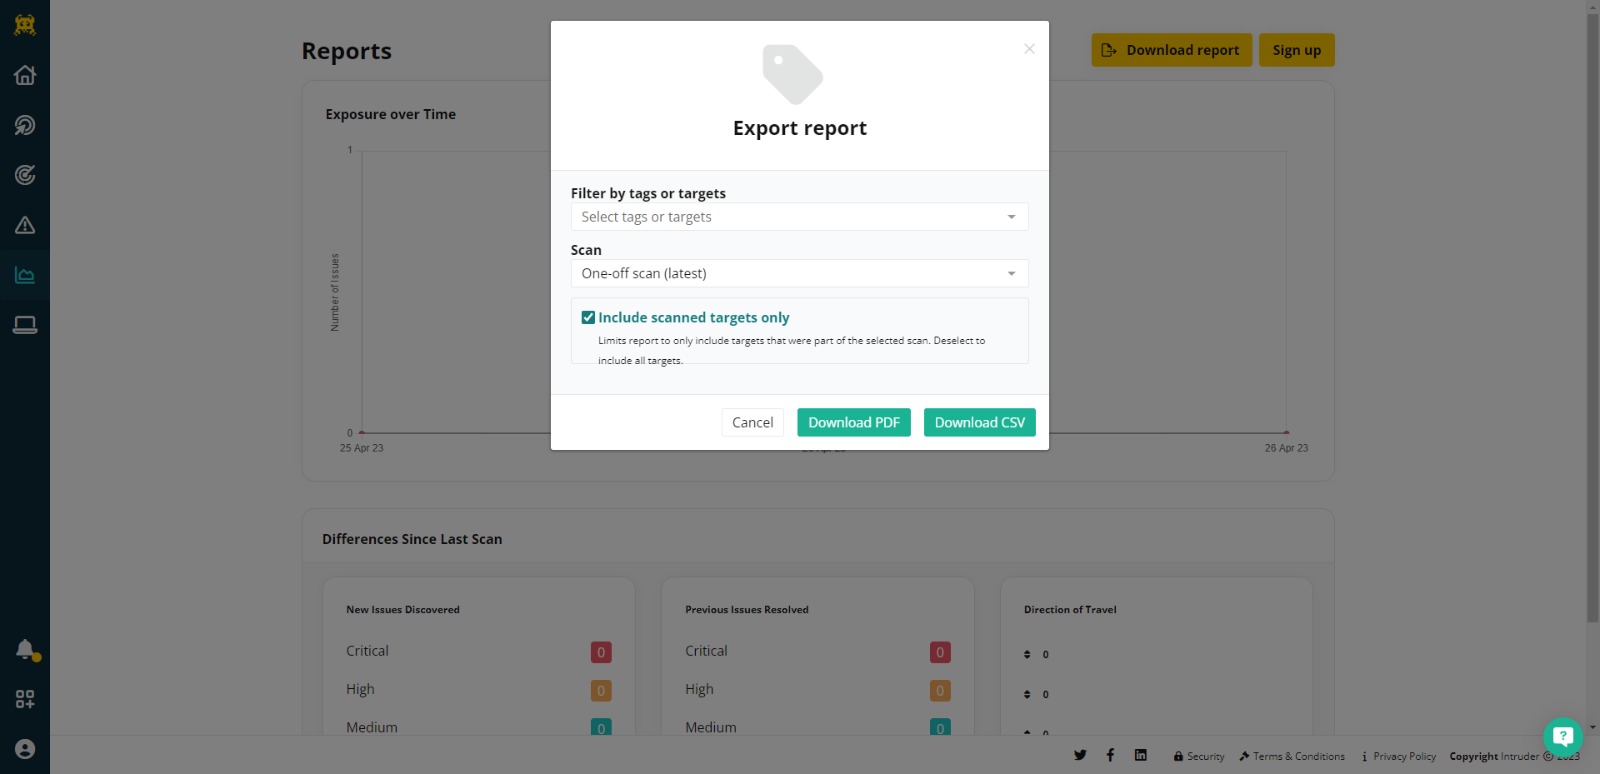 Reports
Download report
Sign up
Export report
Filter by tags or targets
Select tags or targets
Scan
One-off scan (latest)
Include scanned targets only
Limits report to only include targets that were part of the selected scan. Deselect to
include all targets.
Cancel
Download PDF
Download CSV
Exposure over Time
1
Number of Issues
0
25 Apr 23
26 Apr 23
Differences Since Last Scan
New Issues Discovered
Critical 0
High 0
Medium 0
Previous Issues Resolved
Critical 0
High 0
Medium 0
Direction of Travel
0
0
0
Security
Terms & Conditions
Privacy Policy
Copyright Intruder © 2023